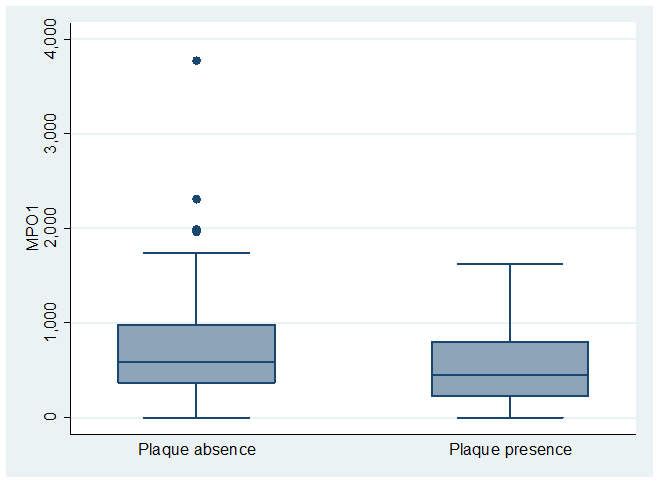 MPO1
4,000
3,000
2,000
1,000
0
Plaque absence
Plaque presence